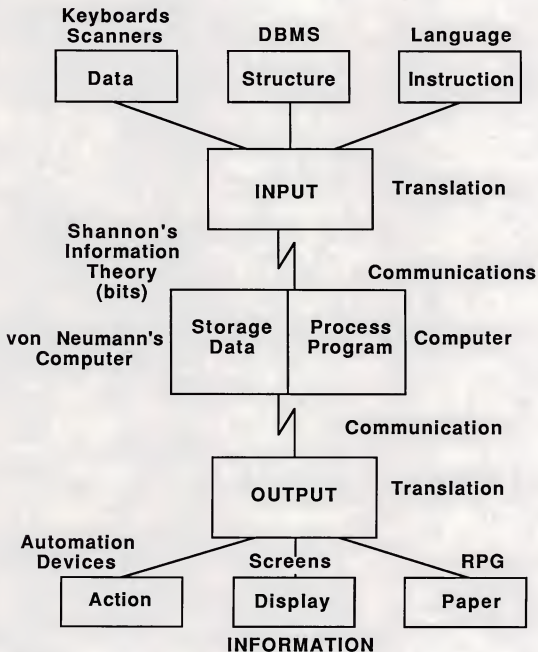 Keyboards
Scanners
DBMS
Language
Data
Structure
Instruction
INPUT
Translation
Shannon's
Information
Theory
(bits)
Communications
von Neumann's
Computer
Storage
Data
Process
Program
Computer
Communication
OUTPUT
Translation
Automation
Devices
Screens
RPG
Action
Display
Paper
INFORMATION